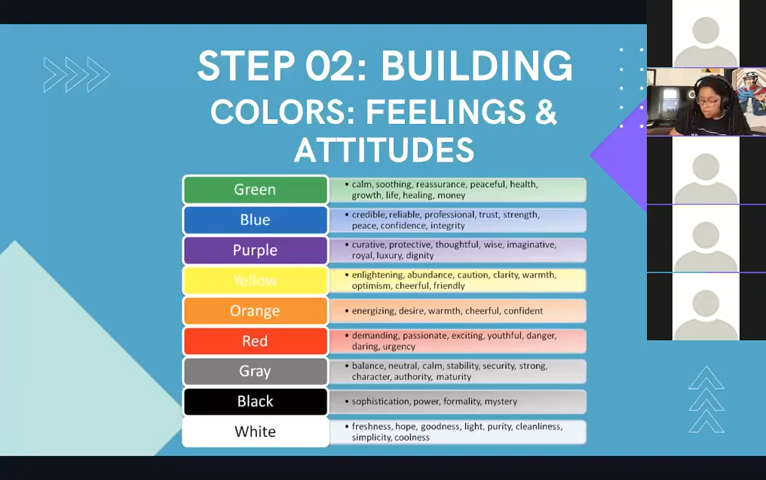 STEP 02: BUILDING
COLORS: FEELINGS &
ATTITUDES
Green
• calm, soothing, reassurance, peaceful, health,
growth, life, healing, money
Blue
• credible, reliable, professional, trust, strength,
peace, confidence, integrity
Purple
• curative, protective, thoughtful, wise, imaginative,
royal, luxury, dignity
Yellow
• enlightening, abundance, caution, clarity, warmth,
optimism, cheerful, friendly
Orange
• energizing, desire, warmth, cheerful, confident
Red
• demanding, passionate, exciting, youthful, danger,
daring, urgency
Gray
• balance, neutral, calm, stability, security, strong,
character, authority, maturity
Black
• sophistication, power, formality, mystery
White
• freshness, hope, goodness, light, purity, cleanliness,
simplicity, coolness